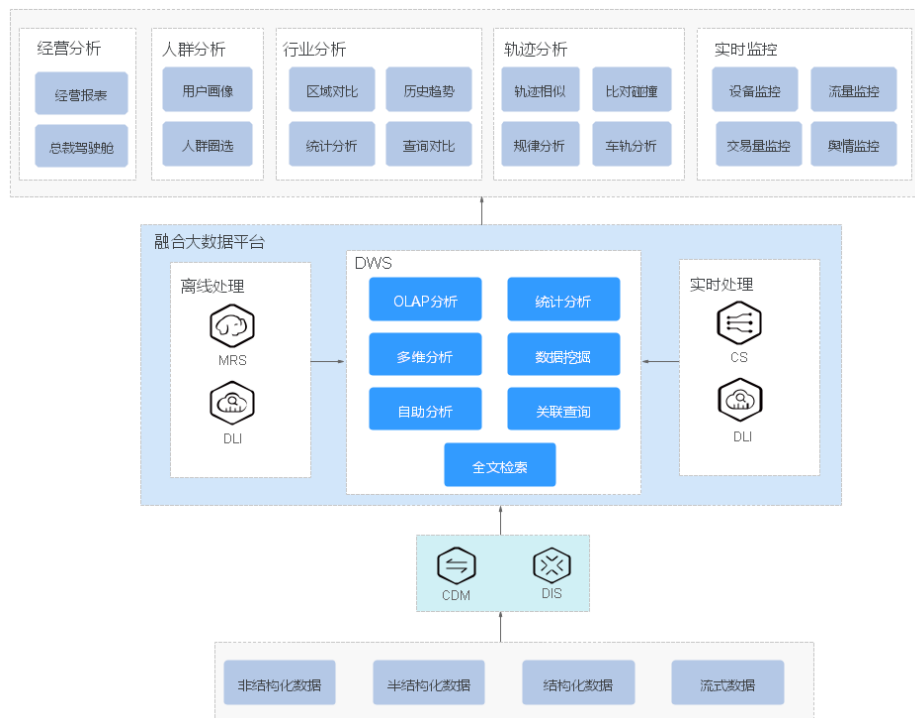 经营分析
经营报表
总裁驾驶舱
人群分析
用户画像
人群圈选
行业分析
区域对比
历史趋势
统计分析
查询对比
轨迹分析
轨迹相似
比对碰撞
规律分析
车轨分析
实时监控
设备监控
流量监控
交易量监控
舆情监控
融合大数据平台
离线处理
MRS
DLI
DWS
OLAP分析
统计分析
多维分析
数据挖掘
自助分析
关联查询
全文检索
实时处理
CS
DLI
CDM
DIS
非结构化数据
半结构化数据
结构化数据
流式数据